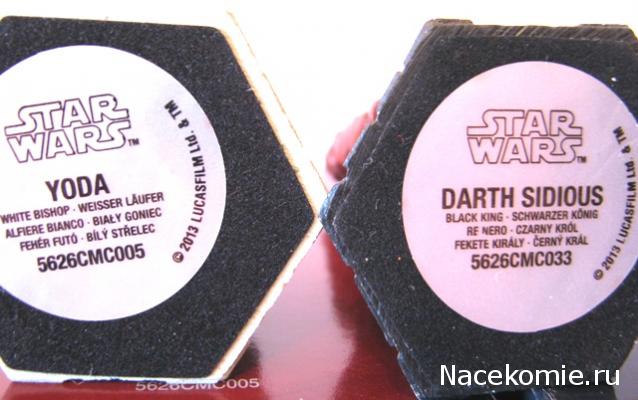 STAR
WARS™
YODA
WHITE BISHOP · WEISSER LÄUFER
ALFIERE BIANCO · BIAŁY GONIEC
FEHÉR FUTÓ · BÍLÝ STŘELEC
5626CMC005
© 2013 LUCASFILM Ltd. & TM
STAR
WARS™
DARTH SIDIOUS
BLACK KING · SCHWARZER KÖNIG
RE NERO · CZARNY KRÓL
FEKETE KIRÁLY · ČERNÝ KRÁL
5626CMC033
© 2013 LUCASFILM Ltd. & TM
5626CMC005
Nacekomie.ru